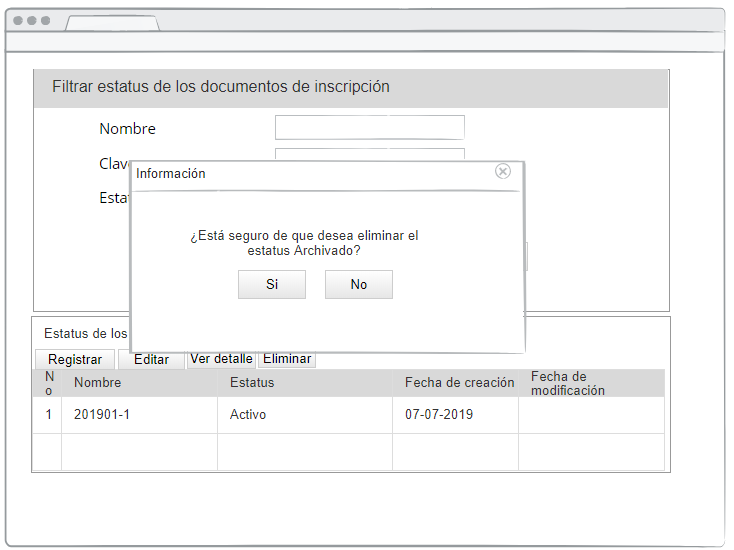 Filtrar estatus de los documentos de inscripción
Nombre
Clave
Información
¿Está seguro de que desea eliminar el
estatus Archivado?
Si No
Estatus de los
Registrar Editar Ver detalle Eliminar
No Nombre Estatus Fecha de creación Fecha de modificación
1 201901-1 Activo 07-07-2019